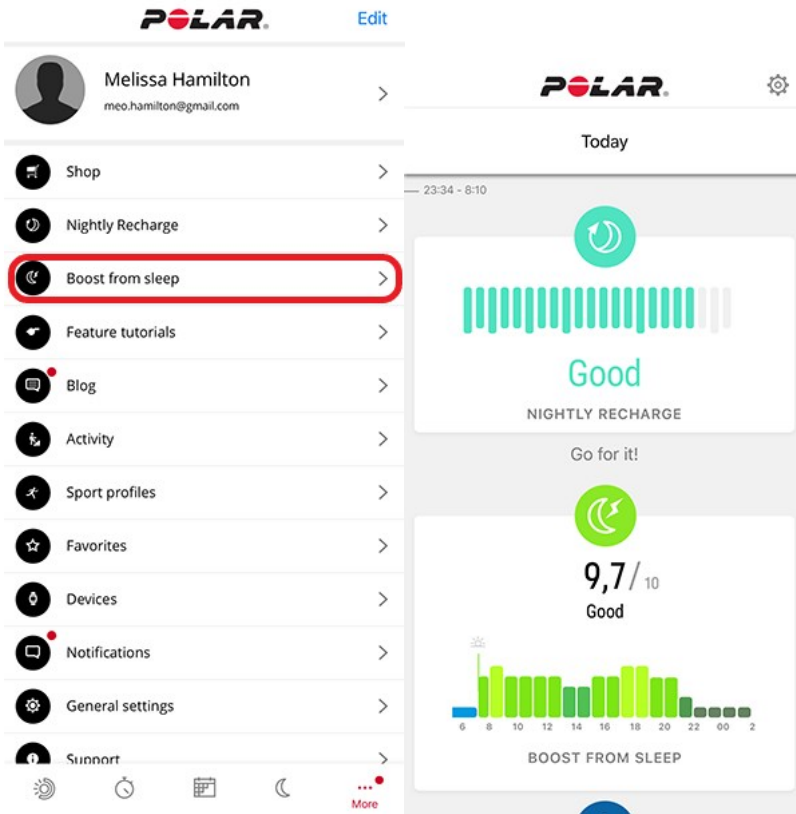 POLAR®
Edit
Melissa Hamilton
meo.hamilton@gmail.com
Shop
Nightly Recharge
Boost from sleep
Feature tutorials
Blog
Activity
Sport profiles
Favorites
Devices
Notifications
General settings
Support
More
POLAR®
Today
23:34 - 8:10
Good
NIGHTLY RECHARGE
Go for it!
9,7/ 10
Good
6 8 10 12 14 16 18 20 22 00 2
BOOST FROM SLEEP